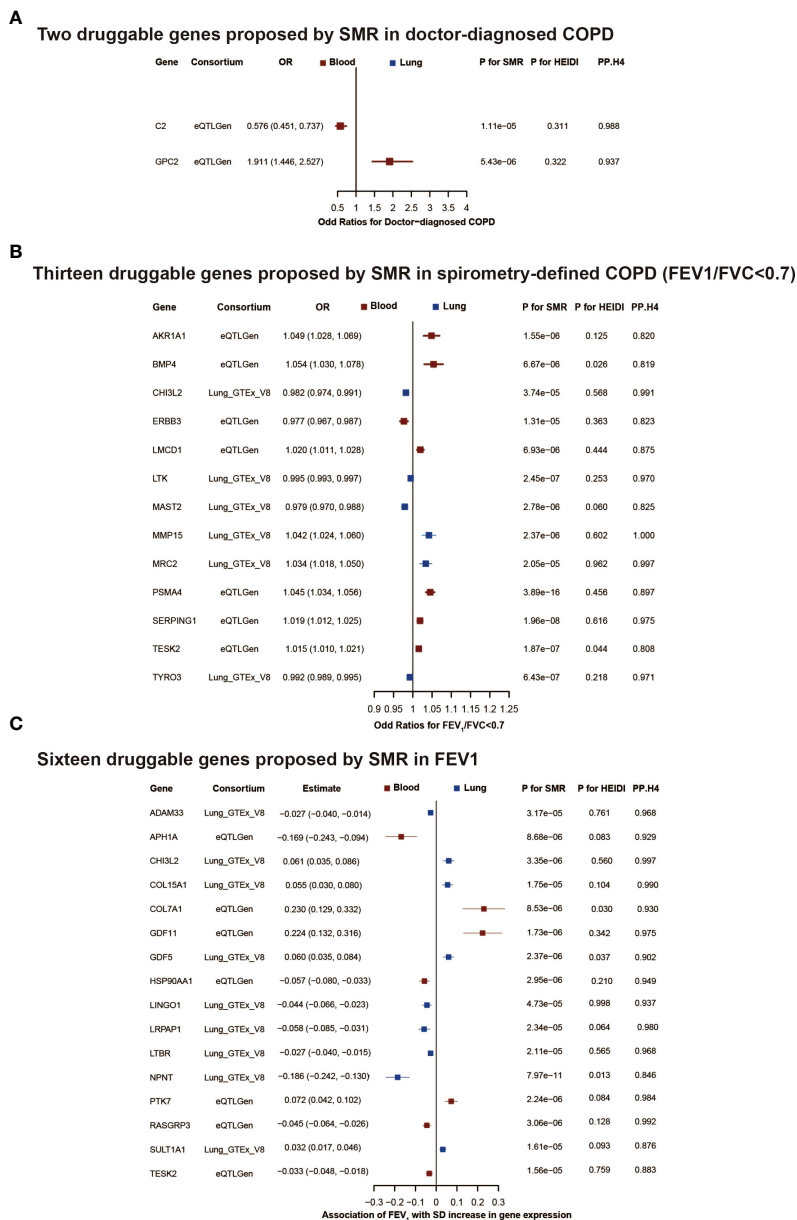 A
Two druggable genes proposed by SMR in doctor-diagnosed COPD
Gene Consortium OR Blood Lung P for SMR P for HEIDI PP.H4
C2 eQTLGen 0.576 (0.451, 0.737) 1.11e−05 0.311 0.988
GPC2 eQTLGen 1.911 (1.446, 2.527) 5.43e−06 0.322 0.937
0.5 1 1.5 2 2.5 3 3.5 4
Odd Ratios for Doctor−diagnosed COPD
B
Thirteen druggable genes proposed by SMR in spirometry-defined COPD (FEV1/FVC<0.7)
Gene Consortium OR Blood Lung P for SMR P for HEIDI PP.H4
AKR1A1 eQTLGen 1.049 (1.028, 1.069) 1.55e−06 0.125 0.820
BMP4 eQTLGen 1.054 (1.030, 1.078) 6.67e−06 0.026 0.819
CHI3L2 Lung_GTEx_V8 0.982 (0.974, 0.991) 3.74e−05 0.568 0.991
ERBB3 eQTLGen 0.977 (0.967, 0.987) 1.31e−05 0.363 0.823
LMCD1 eQTLGen 1.020 (1.011, 1.028) 6.93e−06 0.444 0.875
LTK Lung_GTEx_V8 0.995 (0.993, 0.997) 2.45e−07 0.253 0.970
MAST2 Lung_GTEx_V8 0.979 (0.970, 0.988) 2.78e−06 0.060 0.825
MMP15 Lung_GTEx_V8 1.042 (1.024, 1.060) 2.37e−06 0.602 1.000
MRC2 Lung_GTEx_V8 1.034 (1.018, 1.050) 2.05e−05 0.962 0.997
PSMA4 eQTLGen 1.045 (1.034, 1.056) 3.89e−16 0.456 0.897
SERPING1 eQTLGen 1.019 (1.012, 1.025) 1.96e−08 0.616 0.975
TESK2 eQTLGen 1.015 (1.010, 1.021) 1.87e−07 0.044 0.808
TYRO3 Lung_GTEx_V8 0.992 (0.989, 0.995) 6.43e−07 0.218 0.971
0.9 0.95 1 1.05 1.1 1.15 1.2 1.25
Odd Ratios for FEV1/FVC<0.7
C
Sixteen druggable genes proposed by SMR in FEV1
Gene Consortium Estimate Blood Lung P for SMR P for HEIDI PP.H4
ADAM33 Lung_GTEx_V8 −0.027 (−0.040, −0.014) 3.17e−05 0.761 0.968
APH1A eQTLGen −0.169 (−0.243, −0.094) 8.68e−06 0.083 0.929
CHI3L2 Lung_GTEx_V8 0.061 (0.035, 0.086) 3.35e−06 0.560 0.997
COL15A1 Lung_GTEx_V8 0.055 (0.030, 0.080) 1.75e−05 0.104 0.990
COL7A1 eQTLGen 0.230 (0.129, 0.332) 8.53e−06 0.030 0.930
GDF11 eQTLGen 0.224 (0.132, 0.316) 1.73e−06 0.342 0.975
GDF5 Lung_GTEx_V8 0.060 (0.035, 0.084) 2.37e−06 0.037 0.902
HSP90AA1 eQTLGen −0.057 (−0.080, −0.033) 2.95e−06 0.210 0.949
LINGO1 Lung_GTEx_V8 −0.044 (−0.066, −0.023) 4.73e−05 0.998 0.937
LRPAP1 Lung_GTEx_V8 −0.058 (−0.085, −0.031) 2.34e−05 0.064 0.980
LTBR Lung_GTEx_V8 −0.027 (−0.040, −0.015) 2.11e−05 0.565 0.968
NPNT Lung_GTEx_V8 −0.186 (−0.242, −0.130) 7.97e−11 0.013 0.846
PTK7 eQTLGen 0.072 (0.042, 0.102) 2.24e−06 0.084 0.984
RASGRP3 eQTLGen −0.045 (−0.064, −0.026) 3.06e−06 0.128 0.992
SULT1A1 Lung_GTEx_V8 0.032 (0.017, 0.046) 1.61e−05 0.093 0.876
TESK2 eQTLGen −0.033 (−0.048, −0.018) 1.56e−05 0.759 0.883
−0.3 −0.2 −0.1 0 0.1 0.2 0.3
Association of FEV1 with SD increase in gene expression